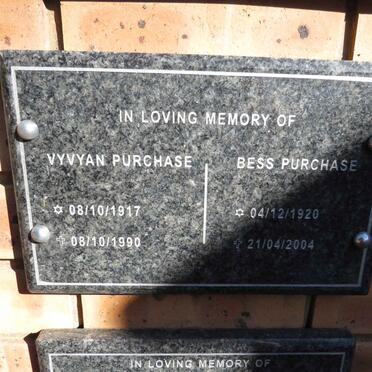 IN LOVING MEMORY OF
VYVYAN PURCHASE
✡ 08/10/1917
✝ 08/10/1990
BESS PURCHASE
✡ 04/12/1920
✝ 21/04/2004
IN LOVING MEMORY OF